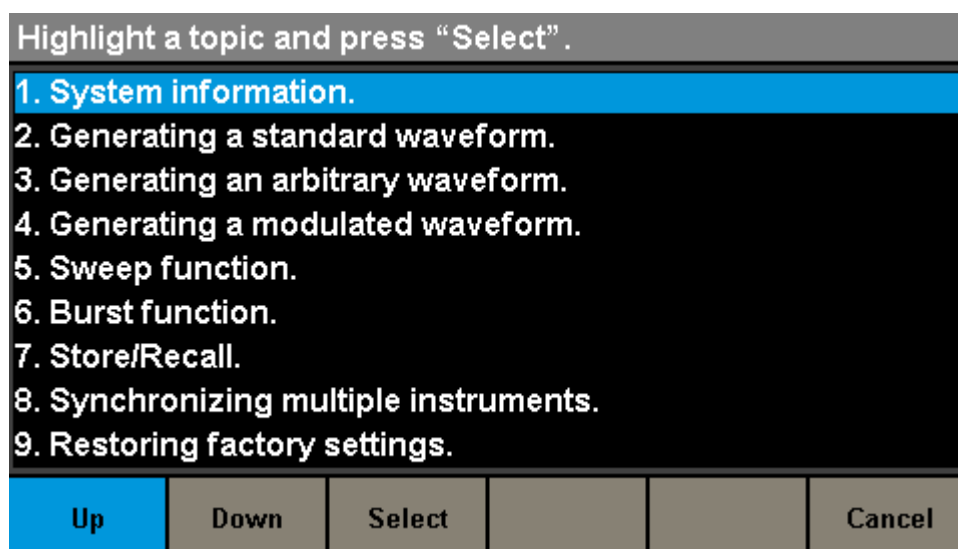 Highlight a topic and press “Select”.
1. System information.
2. Generating a standard waveform.
3. Generating an arbitrary waveform.
4. Generating a modulated waveform.
5. Sweep function.
6. Burst function.
7. Store/Recall.
8. Synchronizing multiple instruments.
9. Restoring factory settings.
Up Down Select Cancel